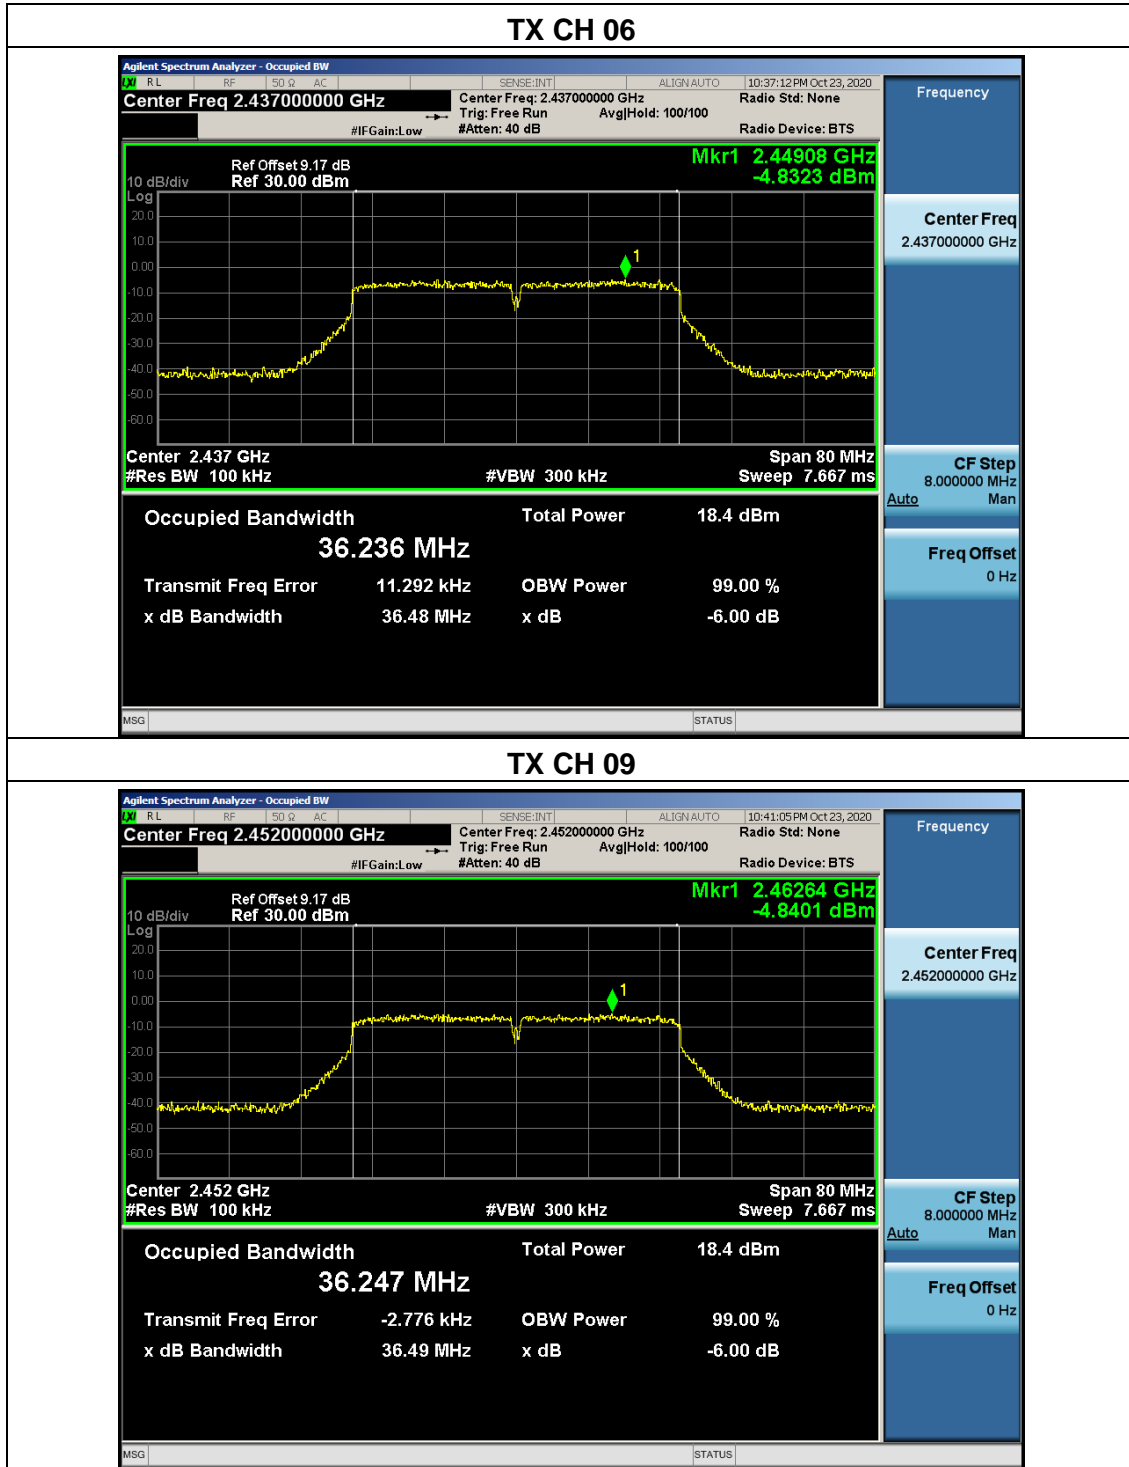 TX CH 06
Agilent Spectrum Analyzer - Occupied BW
LXI RL RF 50 Ω AC SENSE:INT ALIGN AUTO 10:37:12 PM Oct 23, 2020
Center Freq 2.437000000 GHz
Center Freq: 2.437000000 GHz
Radio Std: None
Trig: Free Run Avg|Hold: 100/100
#IFGain:Low #Atten: 40 dB Radio Device: BTS
Frequency
Mkr1 2.44908 GHz
-4.8323 dBm
Ref Offset 9.17 dB
10 dB/div Ref 30.00 dBm
Log
20.0
10.0
0.00
-10.0
-20.0
-30.0
-40.0
-50.0
-60.0
1
Center 2.437 GHz Span 80 MHz
#Res BW 100 kHz #VBW 300 kHz Sweep 7.667 ms
Center Freq
2.437000000 GHz
CF Step
8.000000 MHz
Auto Man
Freq Offset
0 Hz
Occupied Bandwidth Total Power 18.4 dBm
36.236 MHz
Transmit Freq Error 11.292 kHz OBW Power 99.00 %
x dB Bandwidth 36.48 MHz x dB -6.00 dB
MSG STATUS
TX CH 09
Agilent Spectrum Analyzer - Occupied BW
LXI RL RF 50 Ω AC SENSE:INT ALIGN AUTO 10:41:05 PM Oct 23, 2020
Center Freq 2.452000000 GHz
Center Freq: 2.452000000 GHz
Radio Std: None
Trig: Free Run Avg|Hold: 100/100
#IFGain:Low #Atten: 40 dB Radio Device: BTS
Frequency
Mkr1 2.46264 GHz
-4.8401 dBm
Ref Offset 9.17 dB
10 dB/div Ref 30.00 dBm
Log
20.0
10.0
0.00
-10.0
-20.0
-30.0
-40.0
-50.0
-60.0
1
Center 2.452 GHz Span 80 MHz
#Res BW 100 kHz #VBW 300 kHz Sweep 7.667 ms
Center Freq
2.452000000 GHz
CF Step
8.000000 MHz
Auto Man
Freq Offset
0 Hz
Occupied Bandwidth Total Power 18.4 dBm
36.247 MHz
Transmit Freq Error -2.776 kHz OBW Power 99.00 %
x dB Bandwidth 36.49 MHz x dB -6.00 dB
MSG STATUS